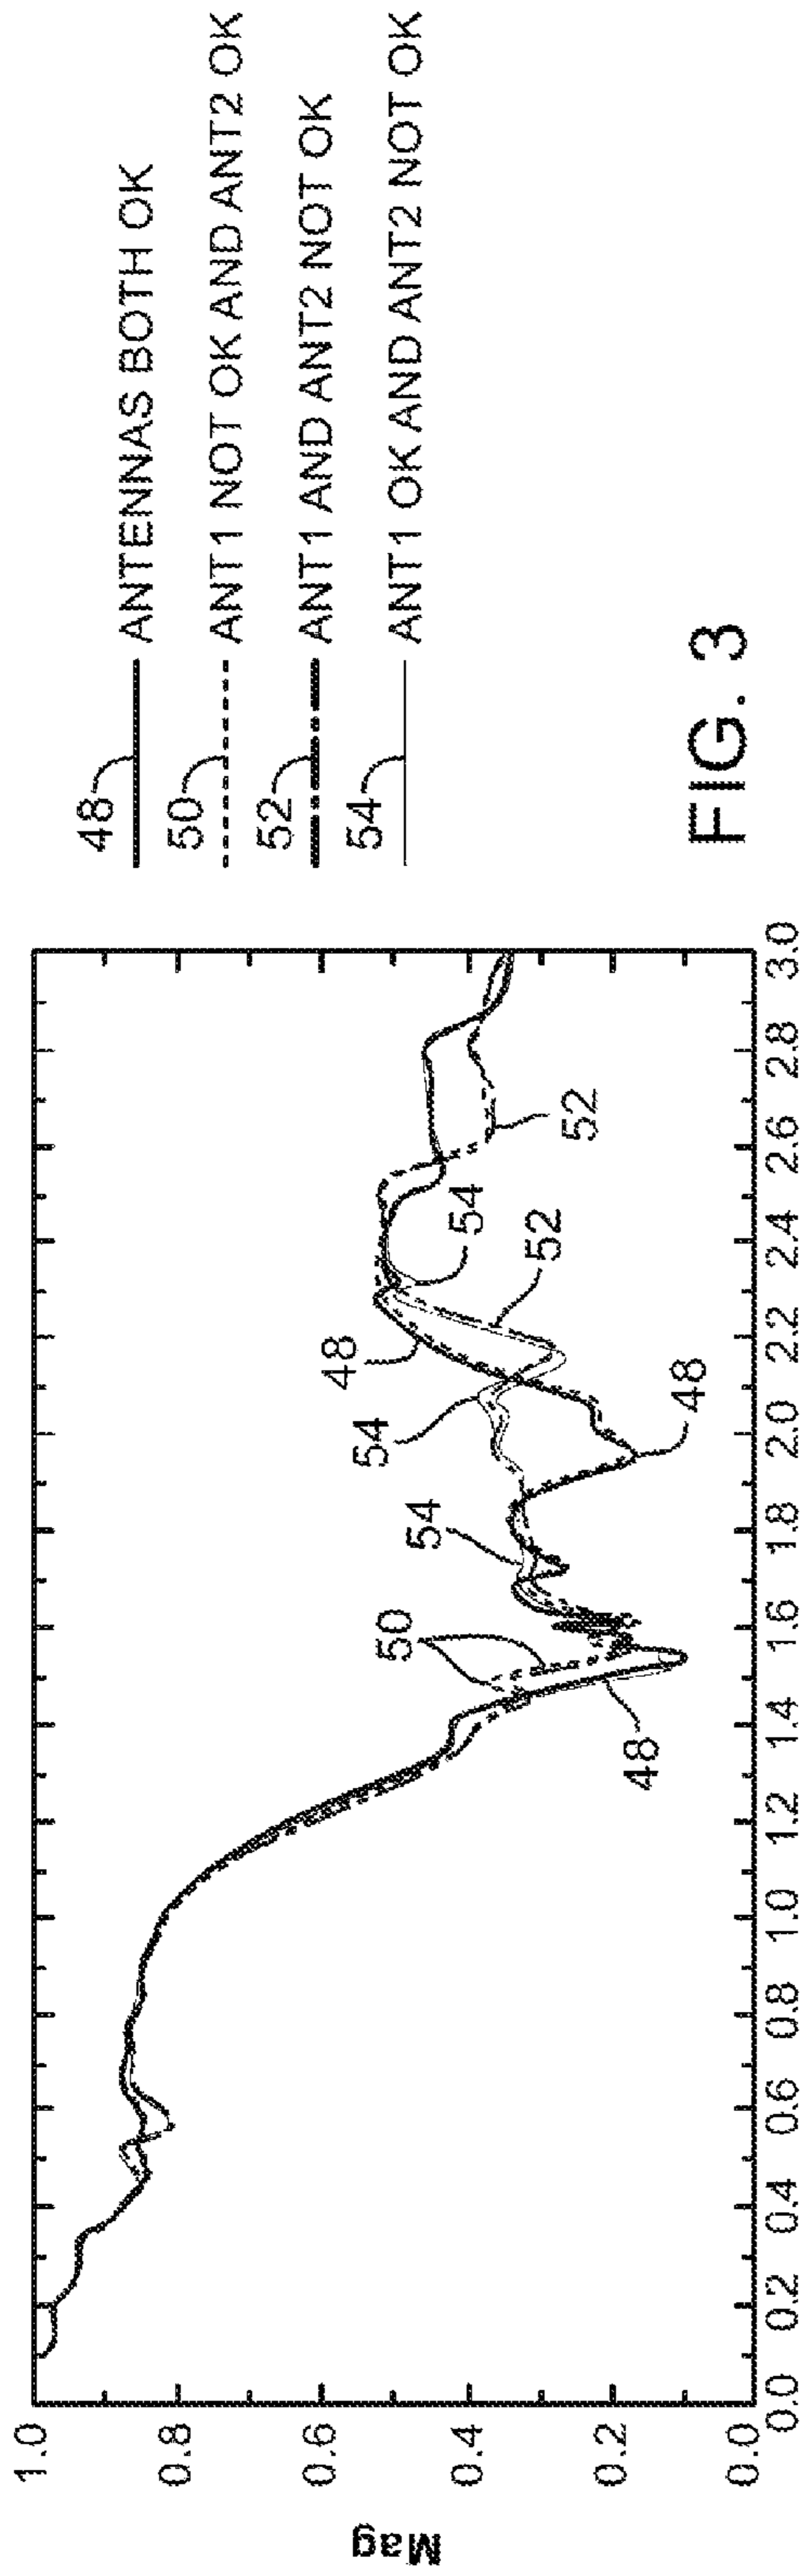 48 ANTENNAS BOTH OK
50 ANT1 NOT OK AND ANT2 OK
52 ANT1 AND ANT2 NOT OK
54 ANT1 OK AND ANT2 NOT OK
FIG. 3
Mag
1.0
0.8
0.6
0.4
0.2
0.0
0.0 0.2 0.4 0.6 0.8 1.0 1.2 1.4 1.6 1.8 2.0 2.2 2.4 2.6 2.8 3.0
48
50
54
54
48
48
54
52
52